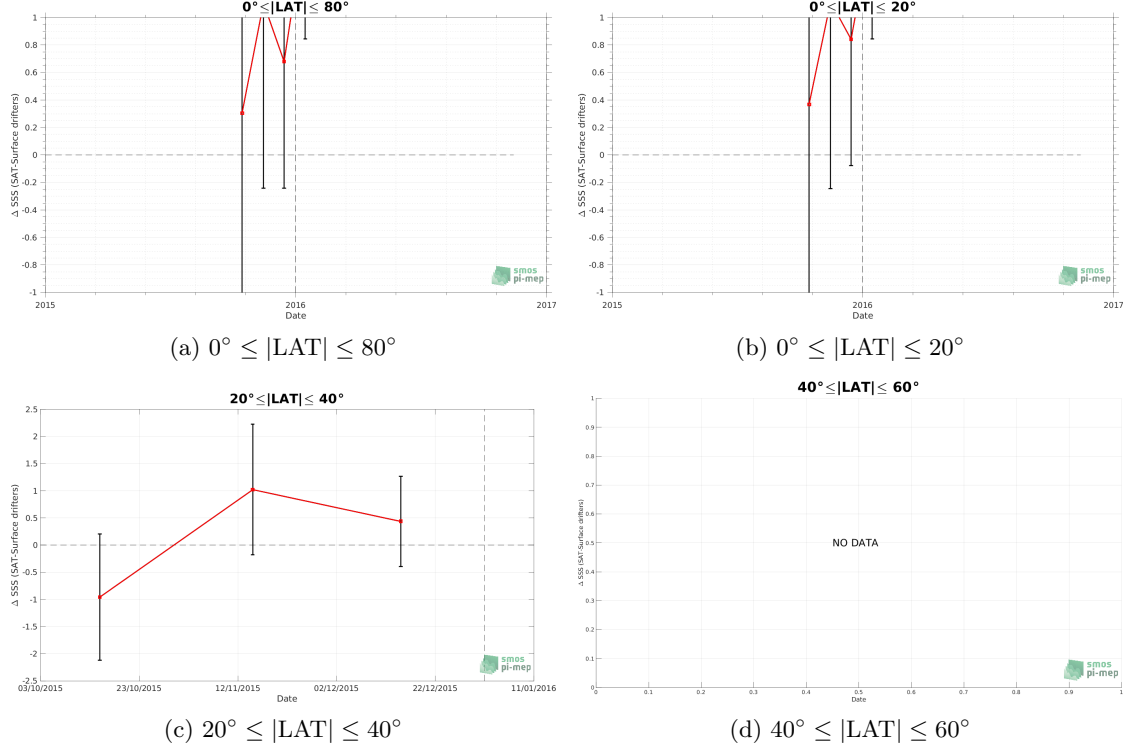 0°≤|LAT|≤ 80°
1
0.8
0.6
0.4
0.2
0
-0.2
-0.4
-0.6
-0.8
-1
Δ SSS (SAT-Surface drifters)
2015
2016
2017
Date
smos
pi-mep
(a) 0° ≤ |LAT| ≤ 80°
0°≤|LAT|≤ 20°
1
0.8
0.6
0.4
0.2
0
-0.2
-0.4
-0.6
-0.8
-1
Δ SSS (SAT-Surface drifters)
2015
2016
2017
Date
smos
pi-mep
(b) 0° ≤ |LAT| ≤ 20°
20°≤|LAT|≤ 40°
2.5
2
1.5
1
0.5
0
-0.5
-1
-1.5
-2
-2.5
Δ SSS (SAT-Surface drifters)
03/10/2015
23/10/2015
12/11/2015
02/12/2015
22/12/2015
11/01/2016
Date
smos
pi-mep
(c) 20° ≤ |LAT| ≤ 40°
40°≤|LAT|≤ 60°
1
0.9
0.8
0.7
0.6
0.5
0.4
0.3
0.2
0.1
0
Δ SSS (SAT-Surface drifters)
NO DATA
0
0.1
0.2
0.3
0.4
0.5
0.6
0.7
0.8
0.9
1
Date
smos
pi-mep
(d) 40° ≤ |LAT| ≤ 60°